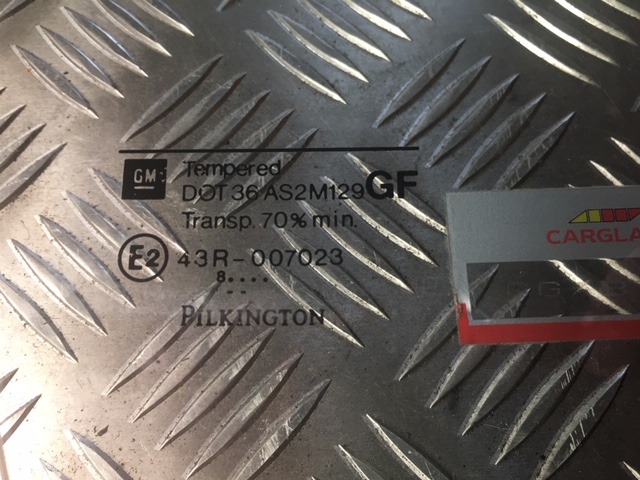 GM Tempered
DOT 36 AS2M129 GF
Transp. 70% min.
E2 43R-007023
8....
--
PILKINGTON
CARGLA